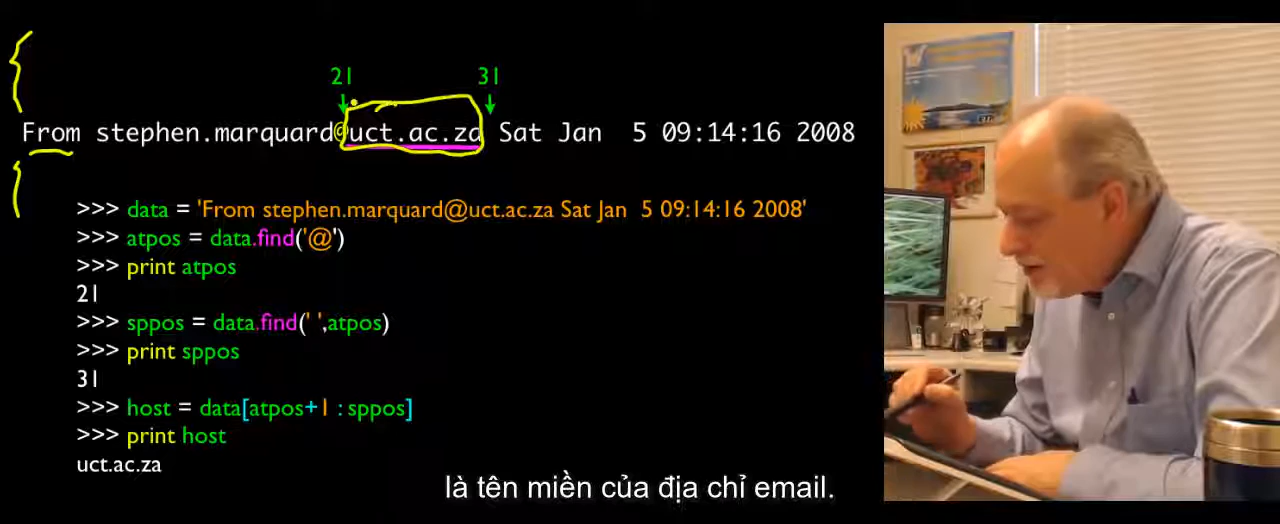 21 31
From stephen.marquard@uct.ac.za Sat Jan  5 09:14:16 2008
>>> data = 'From stephen.marquard@uct.ac.za Sat Jan  5 09:14:16 2008'
>>> atpos = data.find('@')
>>> print atpos
21
>>> sppos = data.find(' ',atpos)
>>> print sppos
31
>>> host = data[atpos+1 : sppos]
>>> print host
uct.ac.za
là tên miền của địa chỉ email.